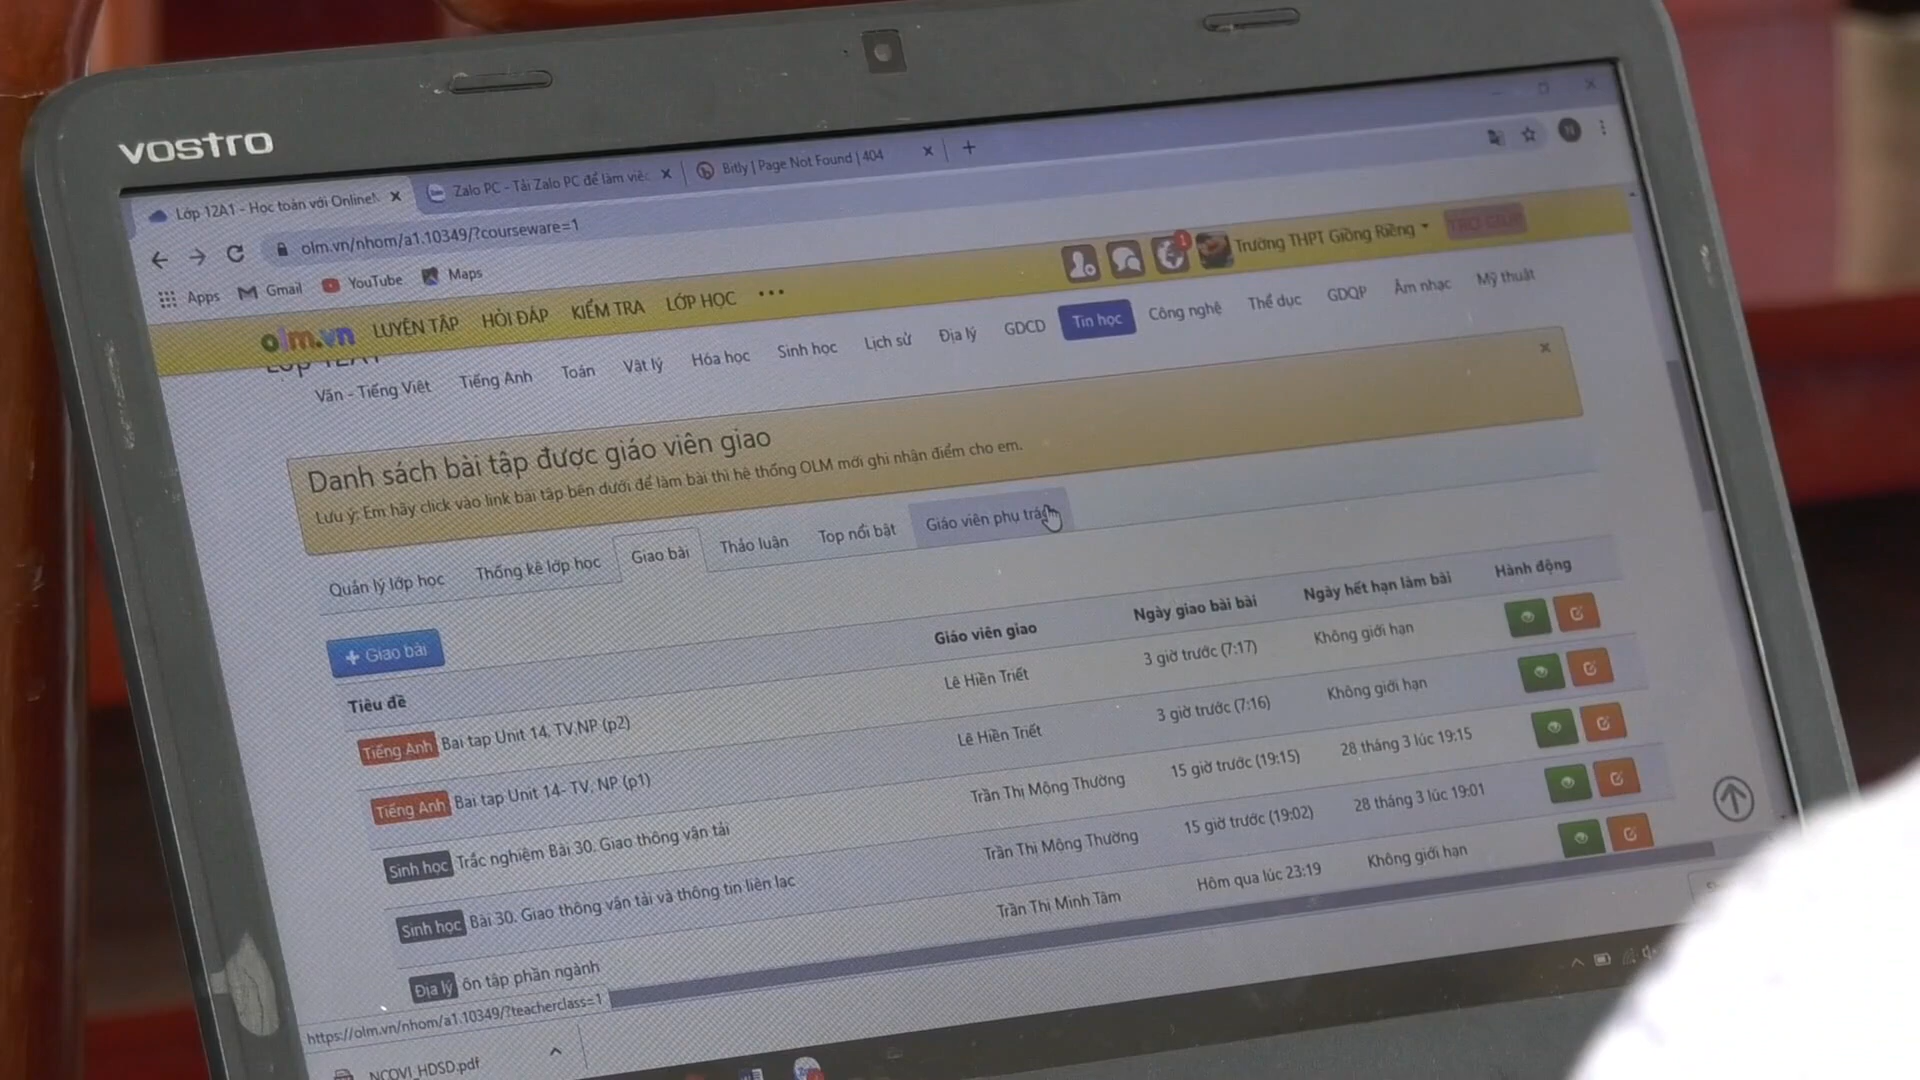 vostro
Lớp 12A1 - Học toán với OnlineM
Zalo PC - Tải Zalo PC để làm việc
Bitly | Page Not Found | 404
olm.vn/nhom/a1.10349/?courseware=1
Apps
Gmail
YouTube
Maps
olm.vn LUYỆN TẬP HỎI ĐÁP KIỂM TRA LỚP HỌC •••
1
Trường THPT Giồng Riềng
TRỢ GIÚP
Lớp 12A1
Văn - Tiếng Việt Tiếng Anh Toán Vật lý Hóa học Sinh học Lịch sử Địa lý GDCD Tin học Công nghệ Thể dục GDQP Âm nhạc Mỹ thuật
Danh sách bài tập được giáo viên giao
Lưu ý: Em hãy click vào link bài tập bên dưới để làm bài thì hệ thống OLM mới ghi nhận điểm cho em.
Quản lý lớp học Thống kê lớp học Giao bài Thảo luận Top nổi bật Giáo viên phụ trách
+ Giao bài
Tiêu đề Giáo viên giao Ngày giao bài bài Ngày hết hạn làm bài Hành động
Tiếng Anh Bai tap Unit 14, TV,NP (p2) Lê Hiền Triết 3 giờ trước (7:17) Không giới hạn
Tiếng Anh Bai tap Unit 14- TV, NP (p1) Lê Hiền Triết 3 giờ trước (7:16) Không giới hạn
Sinh học Trắc nghiệm Bài 30. Giao thông vận tải Trần Thị Mộng Thường 15 giờ trước (19:15) 28 tháng 3 lúc 19:15
Sinh học Bài 30. Giao thông vận tải và thông tin liên lạc Trần Thị Mộng Thường 15 giờ trước (19:02) 28 tháng 3 lúc 19:01
Địa lý ôn tập phần ngành Trần Thị Minh Tâm Hôm qua lúc 23:19 Không giới hạn
https://olm.vn/nhom/a1.10349/?teacherclass=1
NCOVI_HDSD.pdf